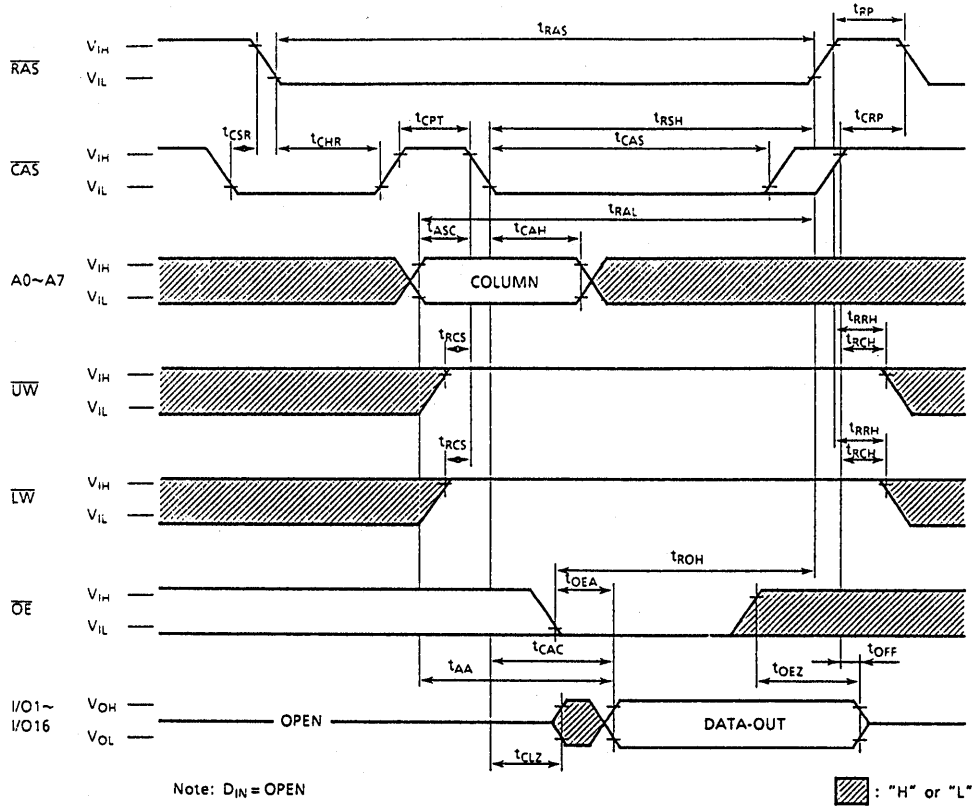 tRP
tRAS
VIH
RAS
VIL
tCPT
tRSH
tCRP
tCSR
tCHR
tCAS
VIH
CAS
VIL
tRAL
tASC
tCAH
VIH
A0~A7
COLUMN
VIL
tRRH
tRCS
tRCH
VIH
UW
VIL
tRRH
tRCS
tRCH
VIH
LW
VIL
tROH
tOEA
VIH
OE
VIL
tCAC
tOFF
tAA
tOEZ
I/O1~
I/O16
VOH
OPEN
DATA-OUT
VOL
tCLZ
Note: DIN = OPEN
: "H" or "L"